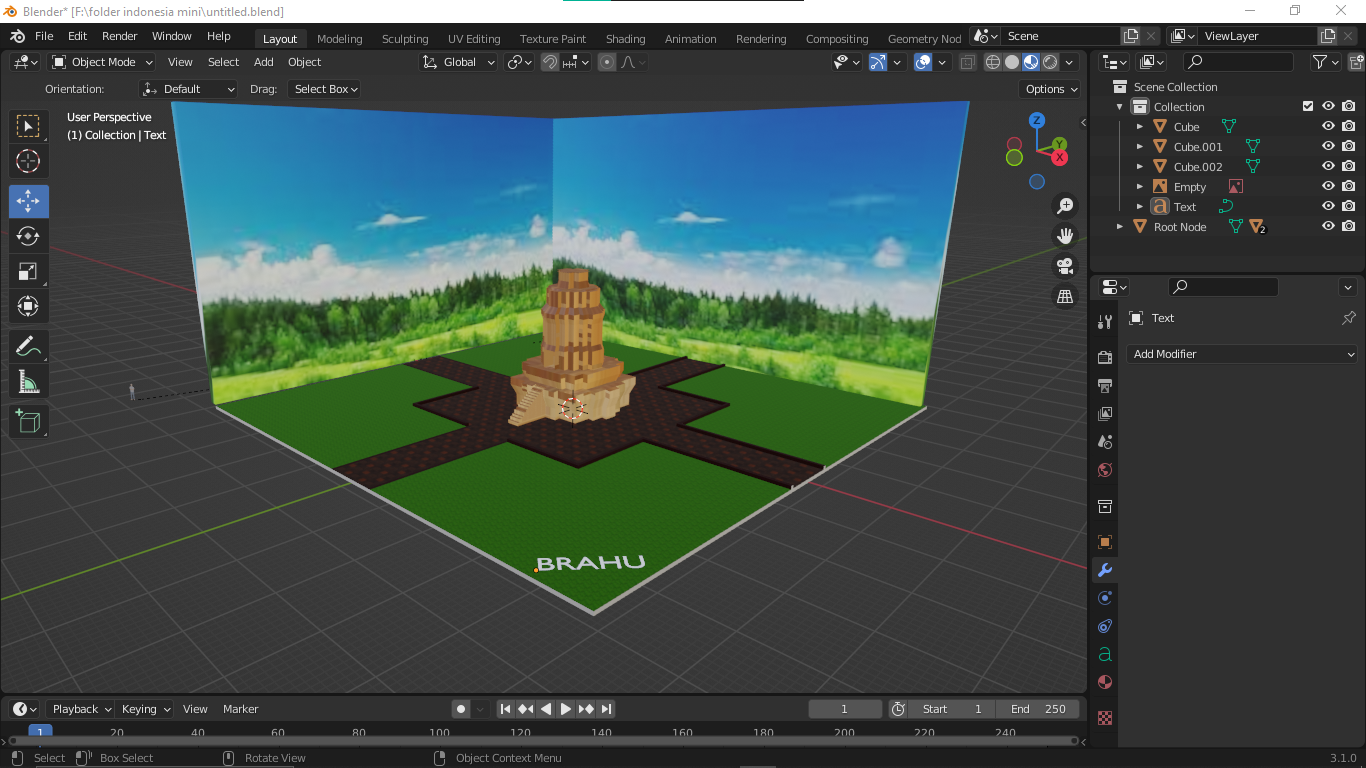 Blender* [F:\folder indonesia mini\untitled.blend]
File Edit Render Window Help Layout Modeling Sculpting UV Editing Texture Paint Shading Animation Rendering Compositing Geometry Nod Scene ViewLayer
Object Mode View Select Add Object Global Scene Collection
Orientation: Default Drag: Select Box Options
Collection
User Perspective
(1) Collection | Text
Cube
Cube.001
Cube.002
Empty
Text
Root Node 2
Z
Y
X
Text
Add Modifier
BRAHU
Playback Keying View Marker 1 Start 1 End 250
1 20 40 60 80 100 120 140 160 180 200 220 240
Select Box Select Rotate View Object Context Menu 3.1.0